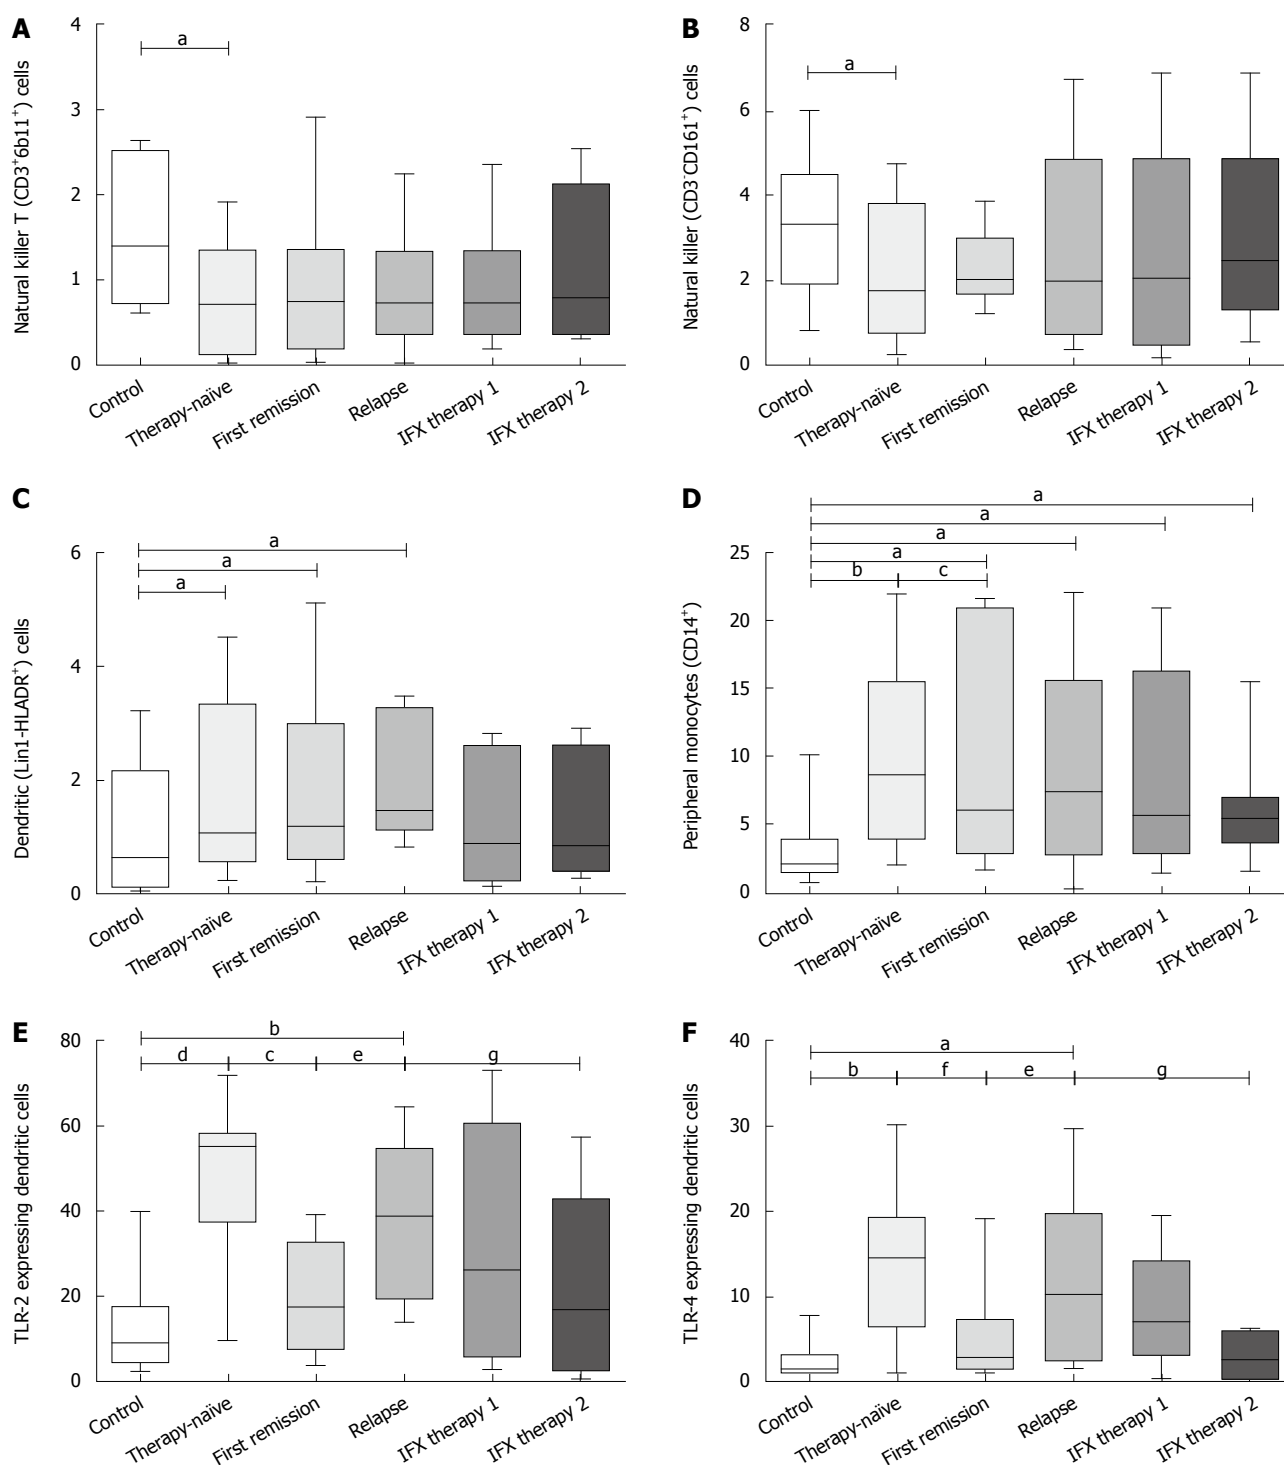 A
Natural killer T (CD3+6b11+) cells
4
3
2
1
0
a
Control
Therapy-naïve
First remission
Relapse
IFX therapy 1
IFX therapy 2
B
Natural killer (CD3-CD161+) cells
8
6
4
2
0
a
Control
Therapy-naïve
First remission
Relapse
IFX therapy 1
IFX therapy 2
C
Dendritic (Lin1-HLADR+) cells
6
4
2
0
a
a
a
Control
Therapy-naïve
First remission
Relapse
IFX therapy 1
IFX therapy 2
D
Peripheral monocytes (CD14+)
25
20
15
10
5
0
a
a
a
a
b
c
Control
Therapy-naïve
First remission
Relapse
IFX therapy 1
IFX therapy 2
E
TLR-2 expressing dendritic cells
80
60
40
20
0
b
d
c
e
g
Control
Therapy-naïve
First remission
Relapse
IFX therapy 1
IFX therapy 2
F
TLR-4 expressing dendritic cells
40
30
20
10
0
a
b
f
e
g
Control
Therapy-naïve
First remission
Relapse
IFX therapy 1
IFX therapy 2